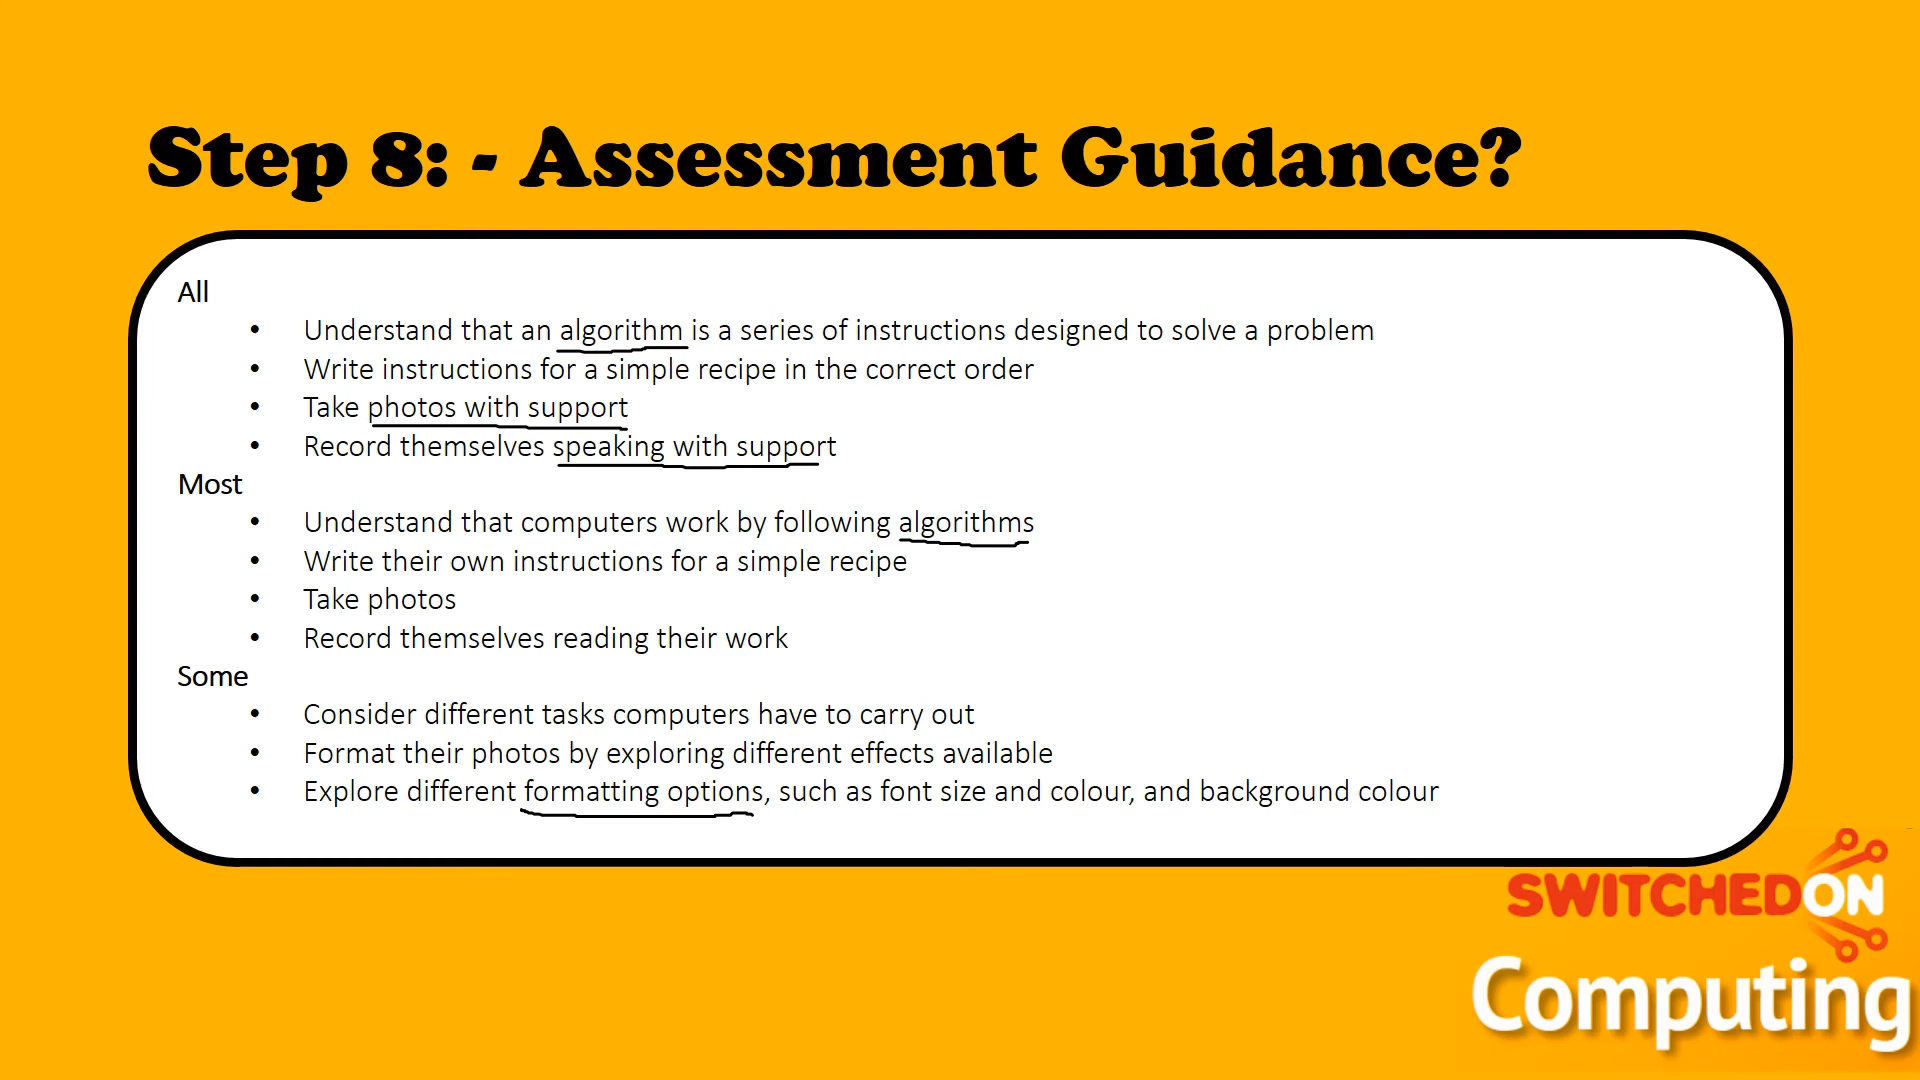 Step 8: - Assessment Guidance?
All
• Understand that an algorithm is a series of instructions designed to solve a problem
• Write instructions for a simple recipe in the correct order
• Take photos with support
• Record themselves speaking with support
Most
• Understand that computers work by following algorithms
• Write their own instructions for a simple recipe
• Take photos
• Record themselves reading their work
Some
• Consider different tasks computers have to carry out
• Format their photos by exploring different effects available
• Explore different formatting options, such as font size and colour, and background colour
SWITCHEDON
Computing